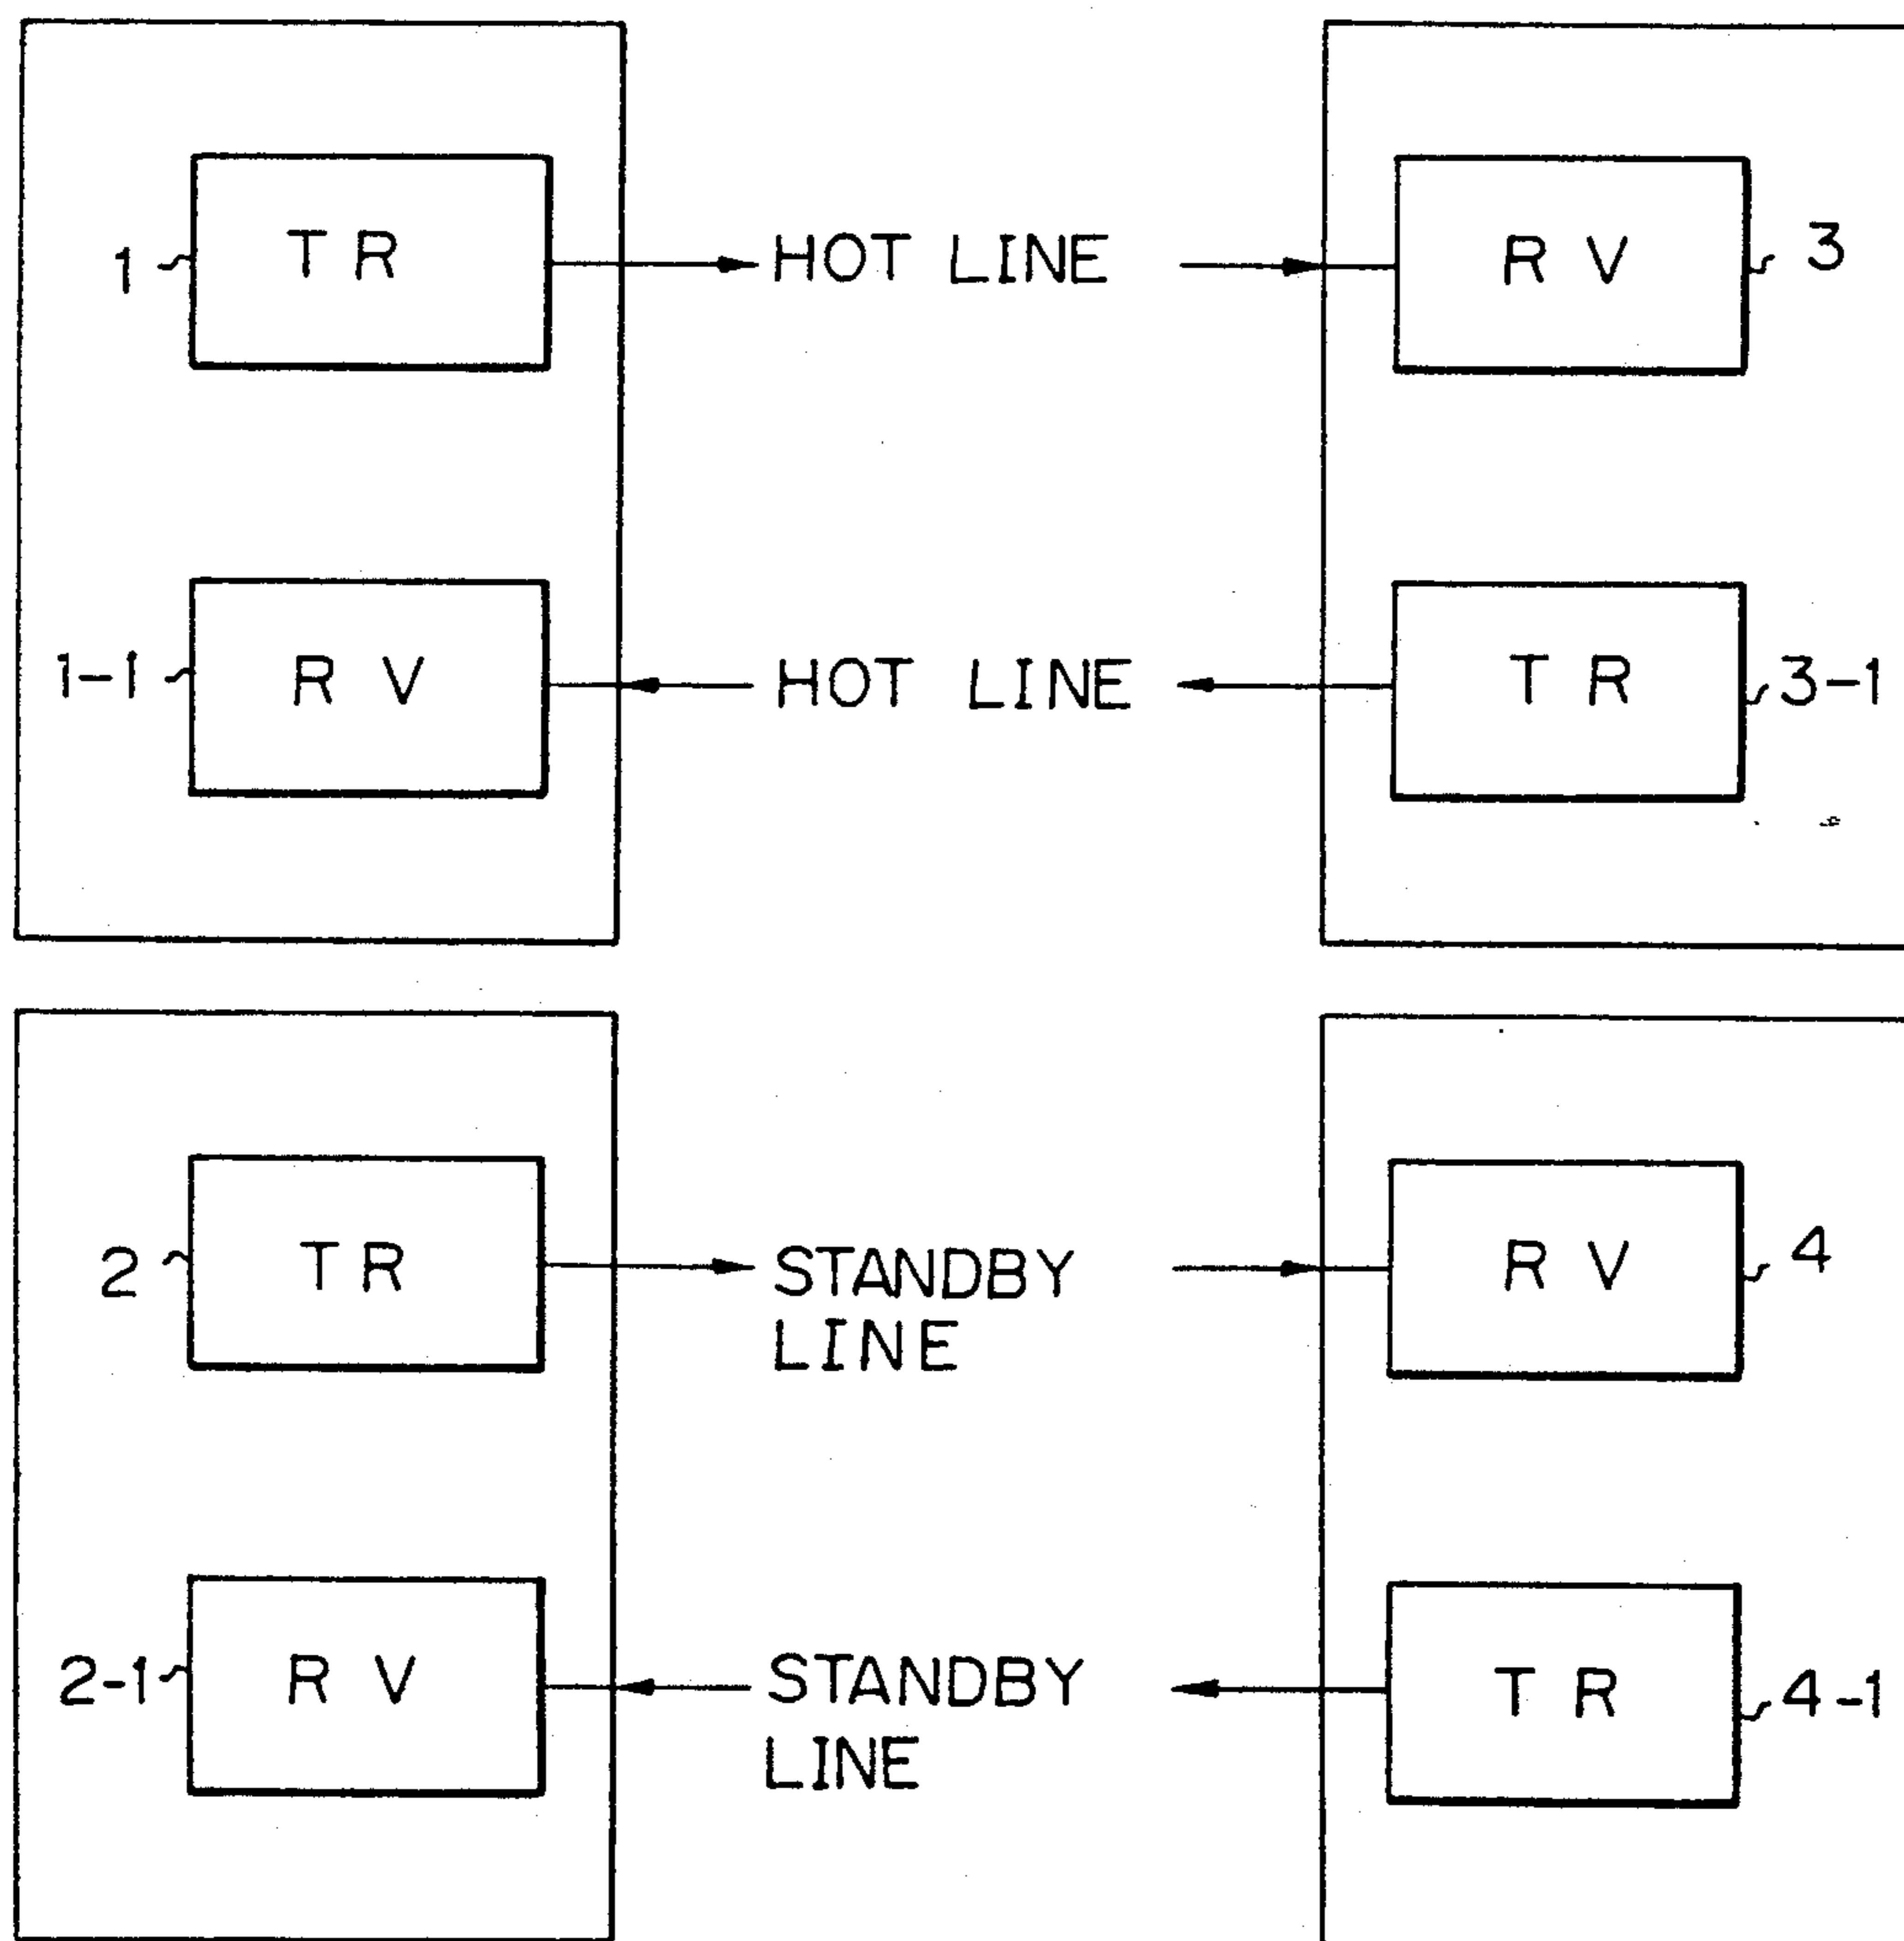 1 TR HOT LINE RV 3
1-1 RV HOT LINE TR 3-1
2 TR STANDBY LINE RV 4
2-1 RV STANDBY LINE TR 4-1